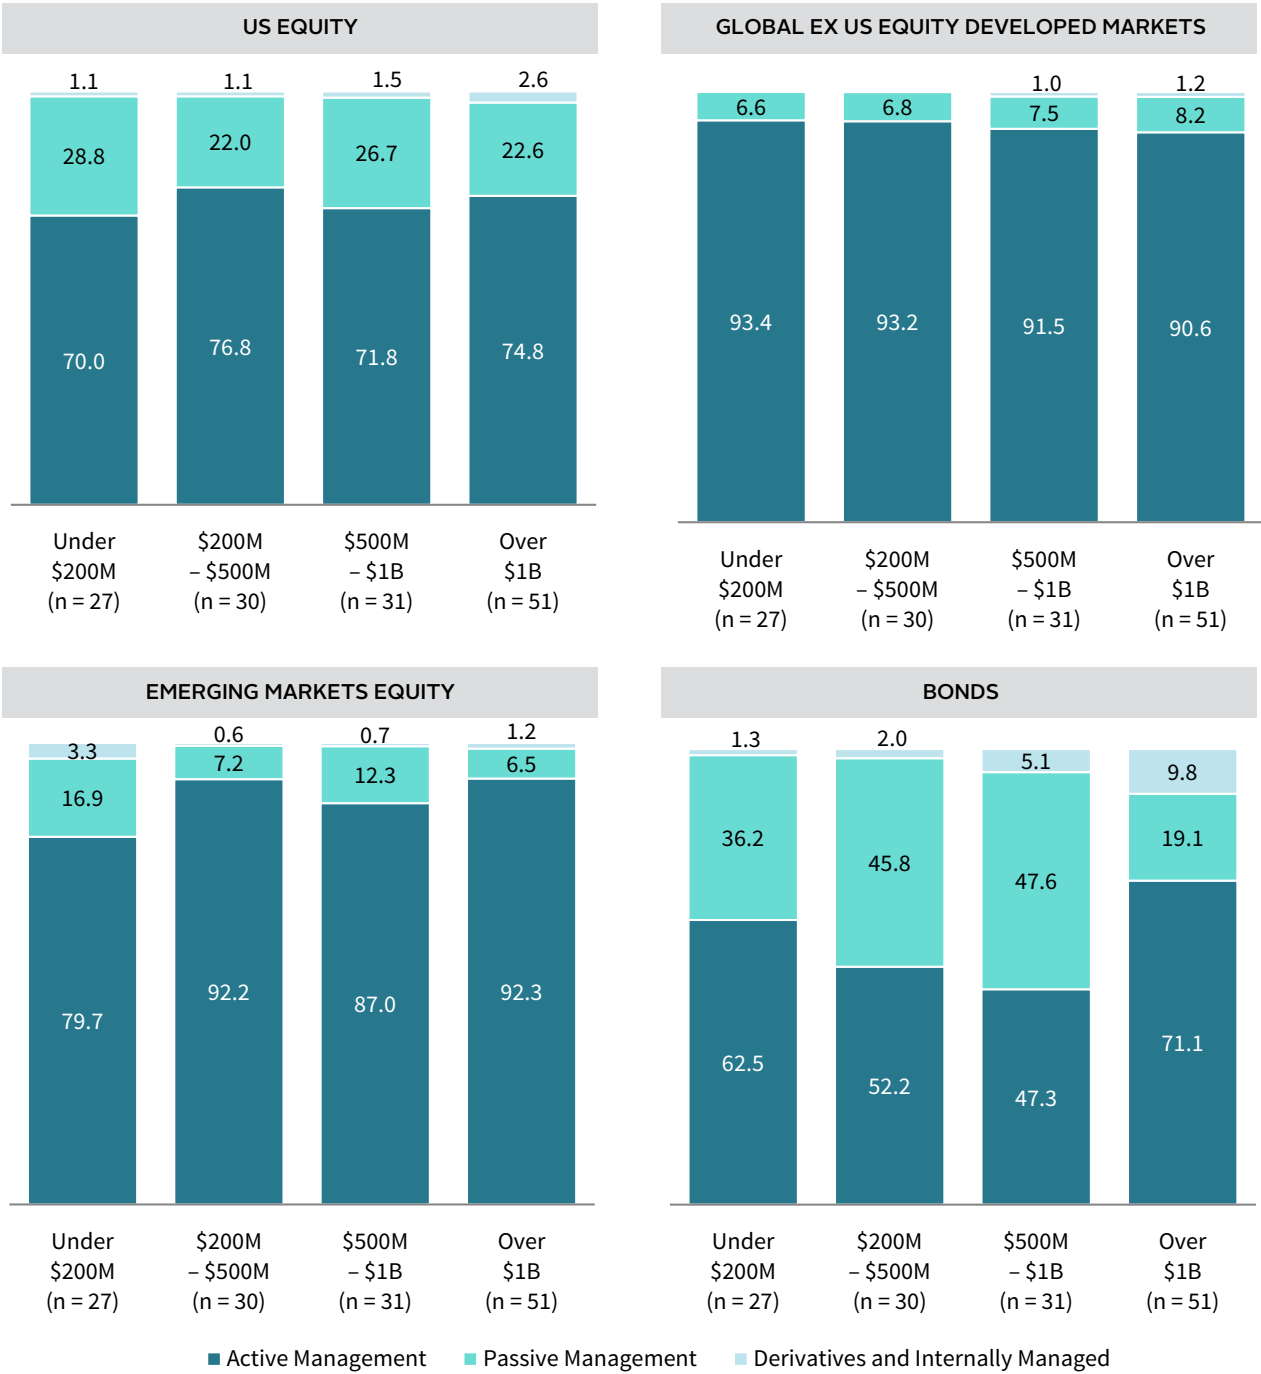 US EQUITY
1.1 1.1 1.5 2.6
28.8 22.0 26.7 22.6
70.0 76.8 71.8 74.8
Under $200M $500M Over
$200M – $500M – $1B $1B
(n = 27) (n = 30) (n = 31) (n = 51)
GLOBAL EX US EQUITY DEVELOPED MARKETS
1.0 1.2
6.6 6.8 7.5 8.2
93.4 93.2 91.5 90.6
Under $200M $500M Over
$200M – $500M – $1B $1B
(n = 27) (n = 30) (n = 31) (n = 51)
EMERGING MARKETS EQUITY
3.3 0.6 0.7 1.2
16.9 7.2 12.3 6.5
79.7 92.2 87.0 92.3
Under $200M $500M Over
$200M – $500M – $1B $1B
(n = 27) (n = 30) (n = 31) (n = 51)
BONDS
1.3 2.0 5.1 9.8
36.2 45.8 47.6 19.1
62.5 52.2 47.3 71.1
Under $200M $500M Over
$200M – $500M – $1B $1B
(n = 27) (n = 30) (n = 31) (n = 51)
Active Management Passive Management Derivatives and Internally Managed